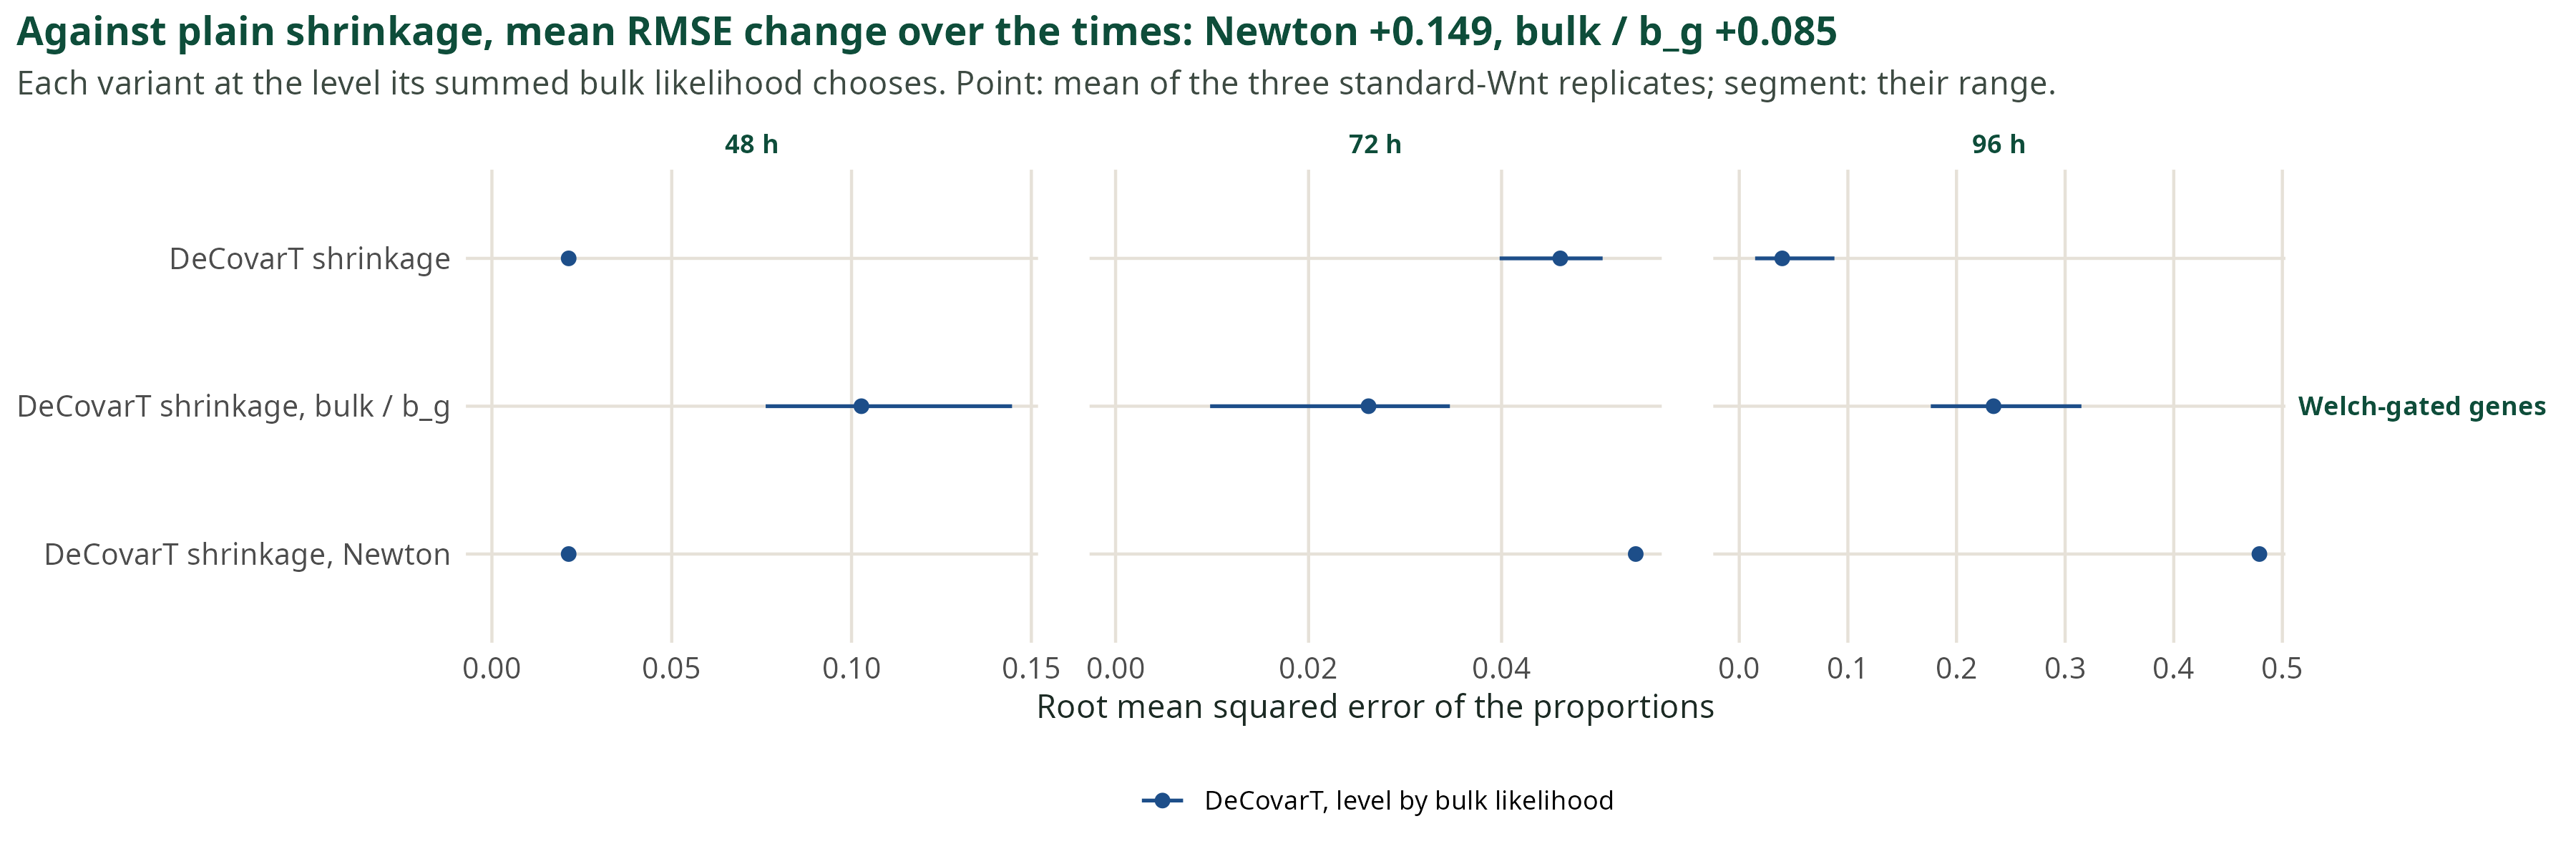 Against plain shrinkage, mean RMSE change over the times: Newton +0.149, bulk / b_g +0.085
Each variant at the level its summed bulk likelihood chooses. Point: mean of the three standard-Wnt replicates; segment: their range.
48 h
72 h
96 h
DeCovarT shrinkage
DeCovarT shrinkage, bulk / b_g
DeCovarT shrinkage, Newton
Welch-gated genes
0.00 0.05 0.10 0.15
0.00 0.02 0.04
0.0 0.1 0.2 0.3 0.4 0.5
Root mean squared error of the proportions
DeCovarT, level by bulk likelihood